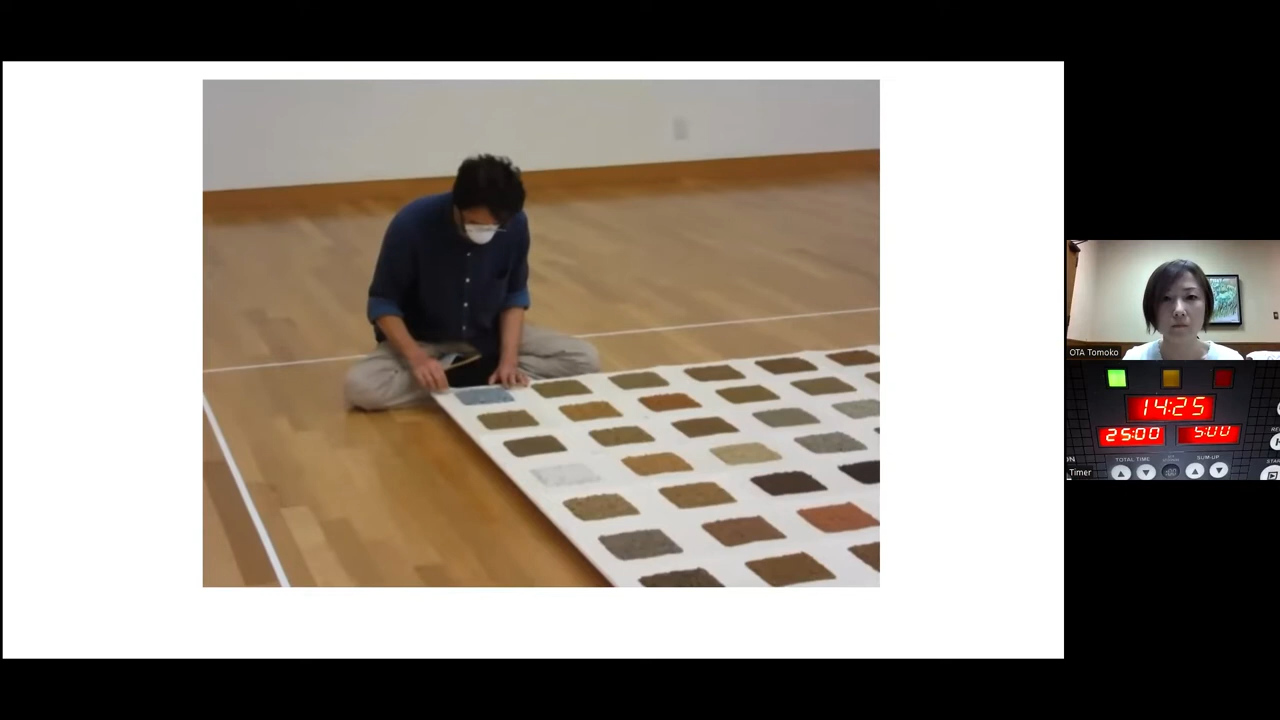 OTA Tomoko
14:25
25:00 5:00
TOTAL TIME SUM-UP
Timer